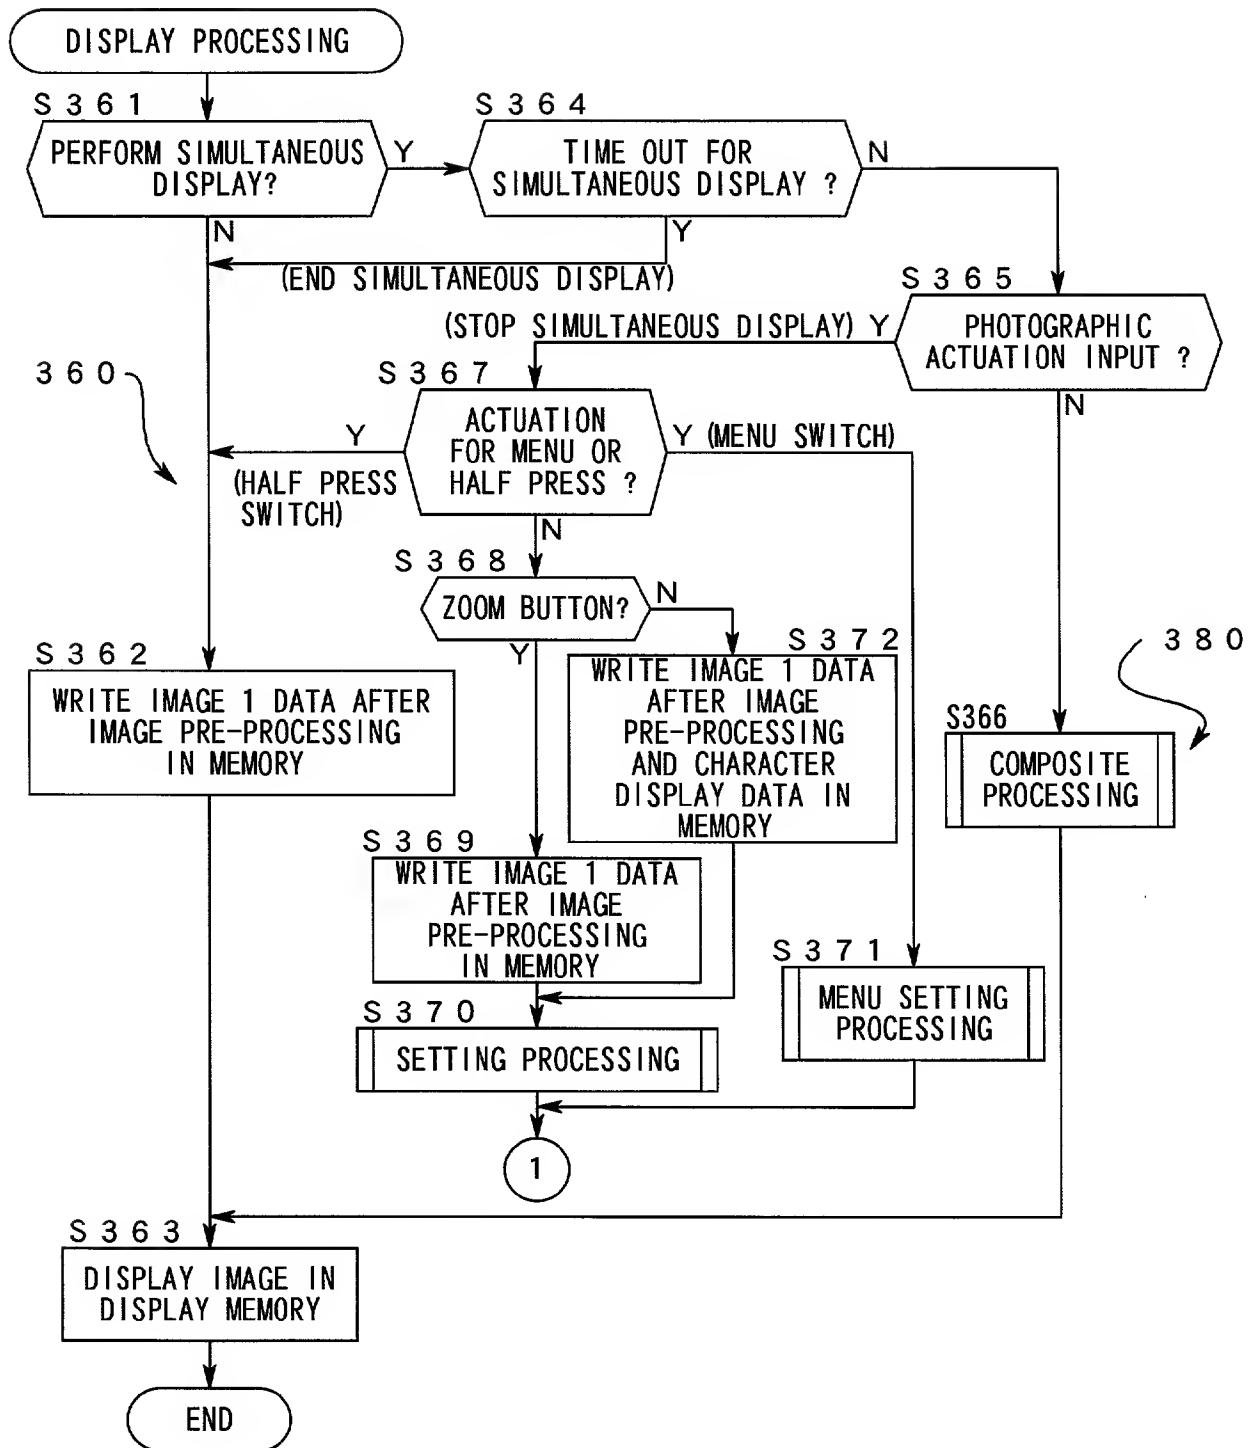 DISPLAY PROCESSING
S361
PERFORM SIMULTANEOUS
DISPLAY?
Y
N
S364
TIME OUT FOR
SIMULTANEOUS DISPLAY ?
N
Y
(END SIMULTANEOUS DISPLAY)
S365
PHOTOGRAPHIC
ACTUATION INPUT ?
(STOP SIMULTANEOUS DISPLAY) Y
N
360
S367
ACTUATION
FOR MENU OR
HALF PRESS ?
Y
(HALF PRESS
SWITCH)
Y (MENU SWITCH)
N
S368
ZOOM BUTTON?
N
Y
S362
WRITE IMAGE 1 DATA AFTER
IMAGE PRE-PROCESSING
IN MEMORY
S372
WRITE IMAGE 1 DATA
AFTER IMAGE
PRE-PROCESSING
AND CHARACTER
DISPLAY DATA IN
MEMORY
380
S366
COMPOSITE
PROCESSING
S369
WRITE IMAGE 1 DATA
AFTER IMAGE
PRE-PROCESSING
IN MEMORY
S371
MENU SETTING
PROCESSING
S370
SETTING PROCESSING
1
S363
DISPLAY IMAGE IN
DISPLAY MEMORY
END